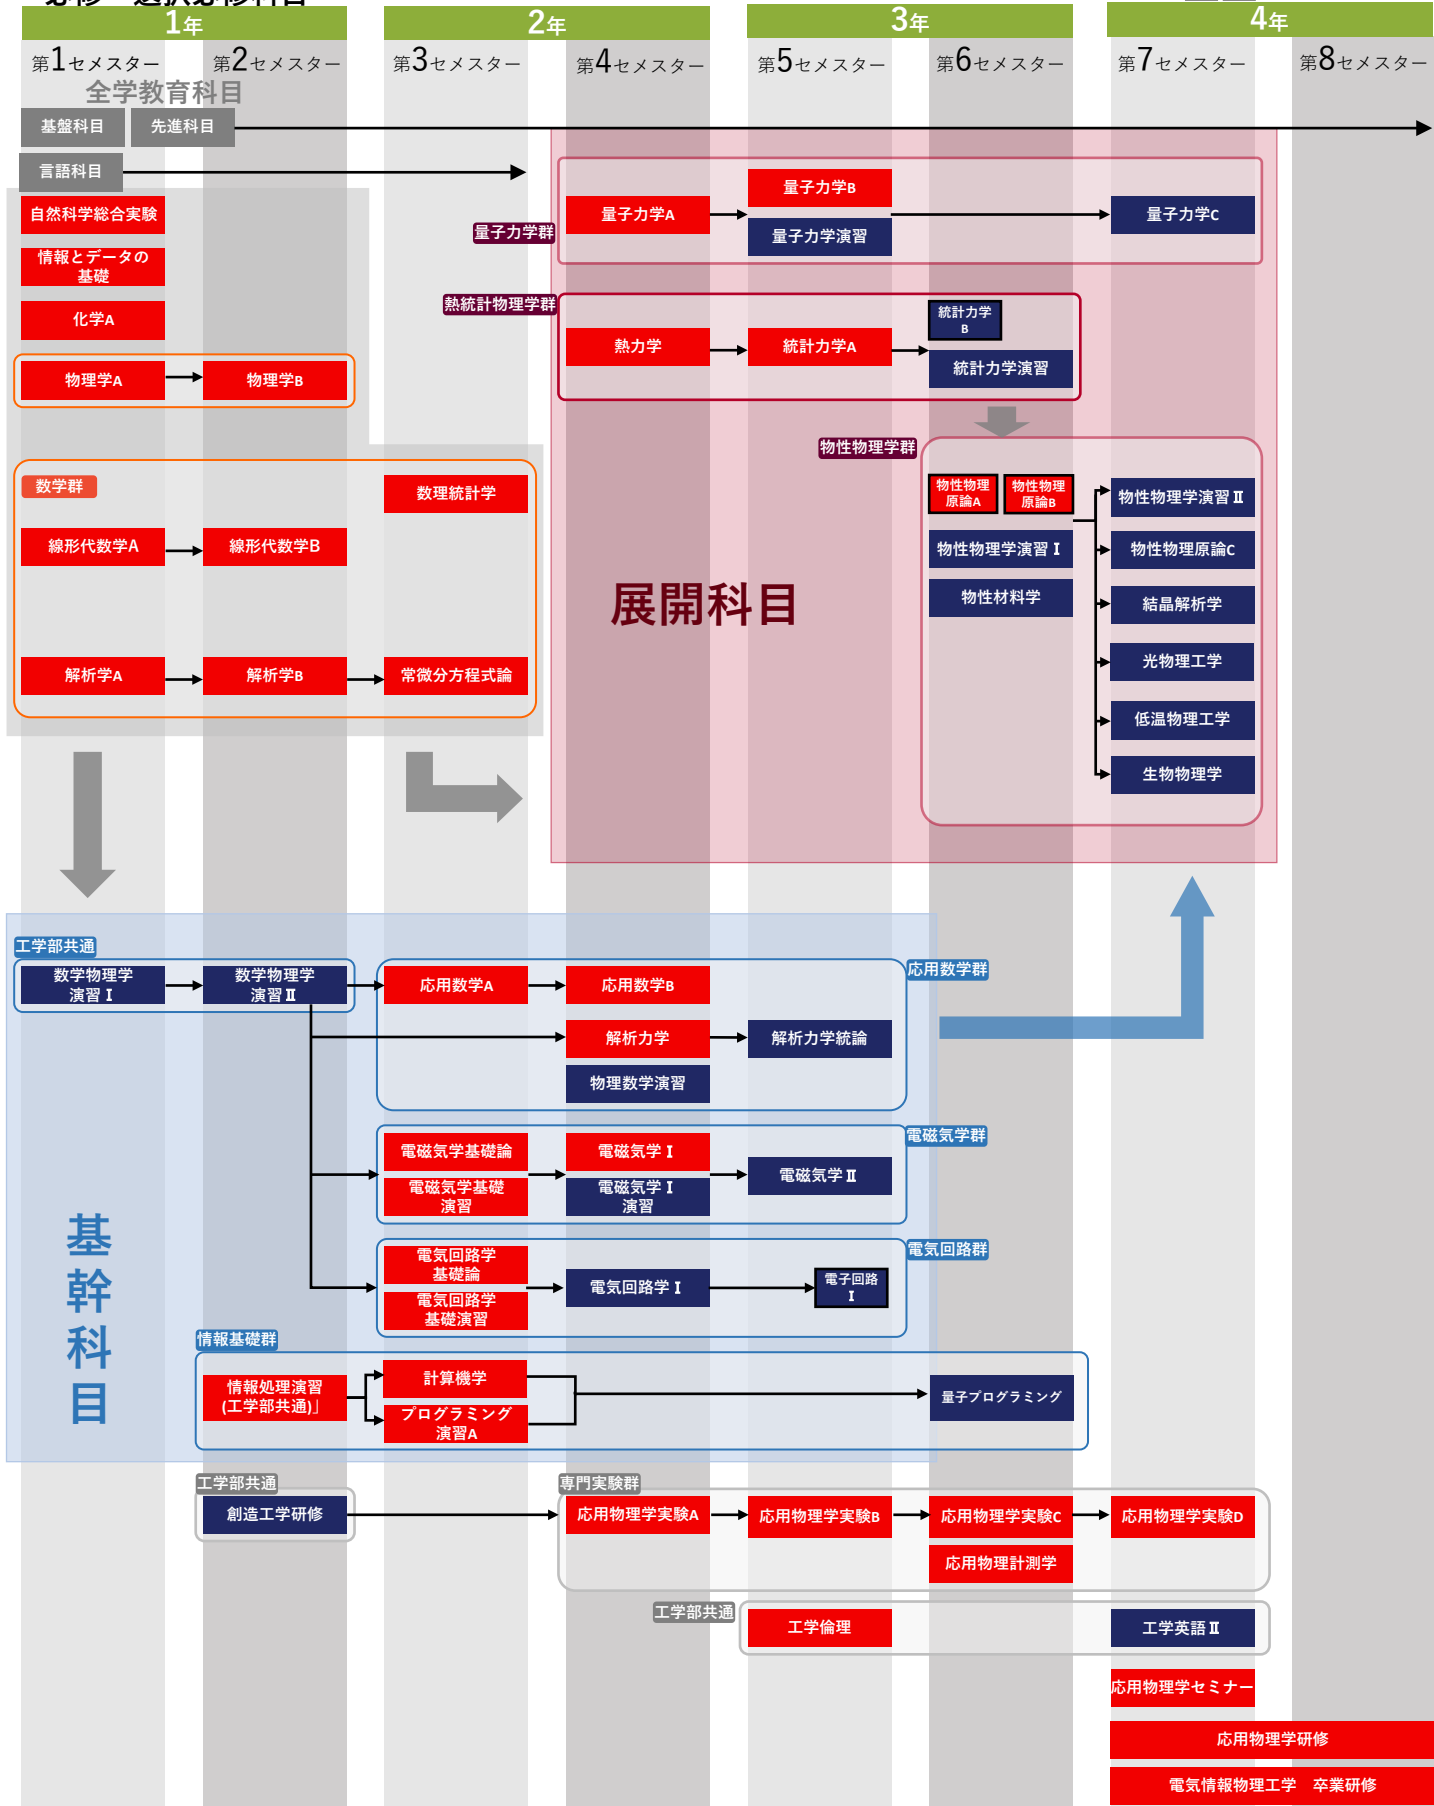 必修・選択必修科目
1年
2年
3年
4年
第1セメスター
第2セメスター
第3セメスター
第4セメスター
第5セメスター
第6セメスター
第7セメスター
第8セメスター
全学教育科目
基盤科目
先進科目
言語科目
自然科学総合実験
情報とデータの
基礎
化学A
物理学A
物理学B
数学群
数理統計学
線形代数学A
線形代数学B
解析学A
解析学B
常微分方程式論
展開科目
量子力学群
量子力学A
量子力学B
量子力学演習
量子力学C
熱統計物理学群
熱力学
統計力学A
統計力学
B
統計力学演習
物性物理学群
物性物理
原論A
物性物理
原論B
物性物理学演習Ⅰ
物性材料学
物性物理学演習Ⅱ
物性物理原論C
結晶解析学
光物理工学
低温物理工学
生物物理学
基
幹
科
目
工学部共通
数学物理学
演習Ⅰ
数学物理学
演習Ⅱ
応用数学群
応用数学A
応用数学B
解析力学
解析力学統論
物理数学演習
電磁気学群
電磁気学基礎論
電磁気学基礎
演習
電磁気学Ⅰ
電磁気学Ⅰ
演習
電磁気学Ⅱ
電気回路群
電気回路学
基礎論
電気回路学
基礎演習
電気回路学Ⅰ
電子回路
Ⅰ
情報基礎群
情報処理演習
(工学部共通)」
計算機学
プログラミング
演習A
量子プログラミング
工学部共通
創造工学研修
専門実験群
応用物理学実験A
応用物理学実験B
応用物理学実験C
応用物理学実験D
応用物理計測学
工学部共通
工学倫理
工学英語Ⅱ
応用物理学セミナー
応用物理学研修
電気情報物理工学　卒業研修